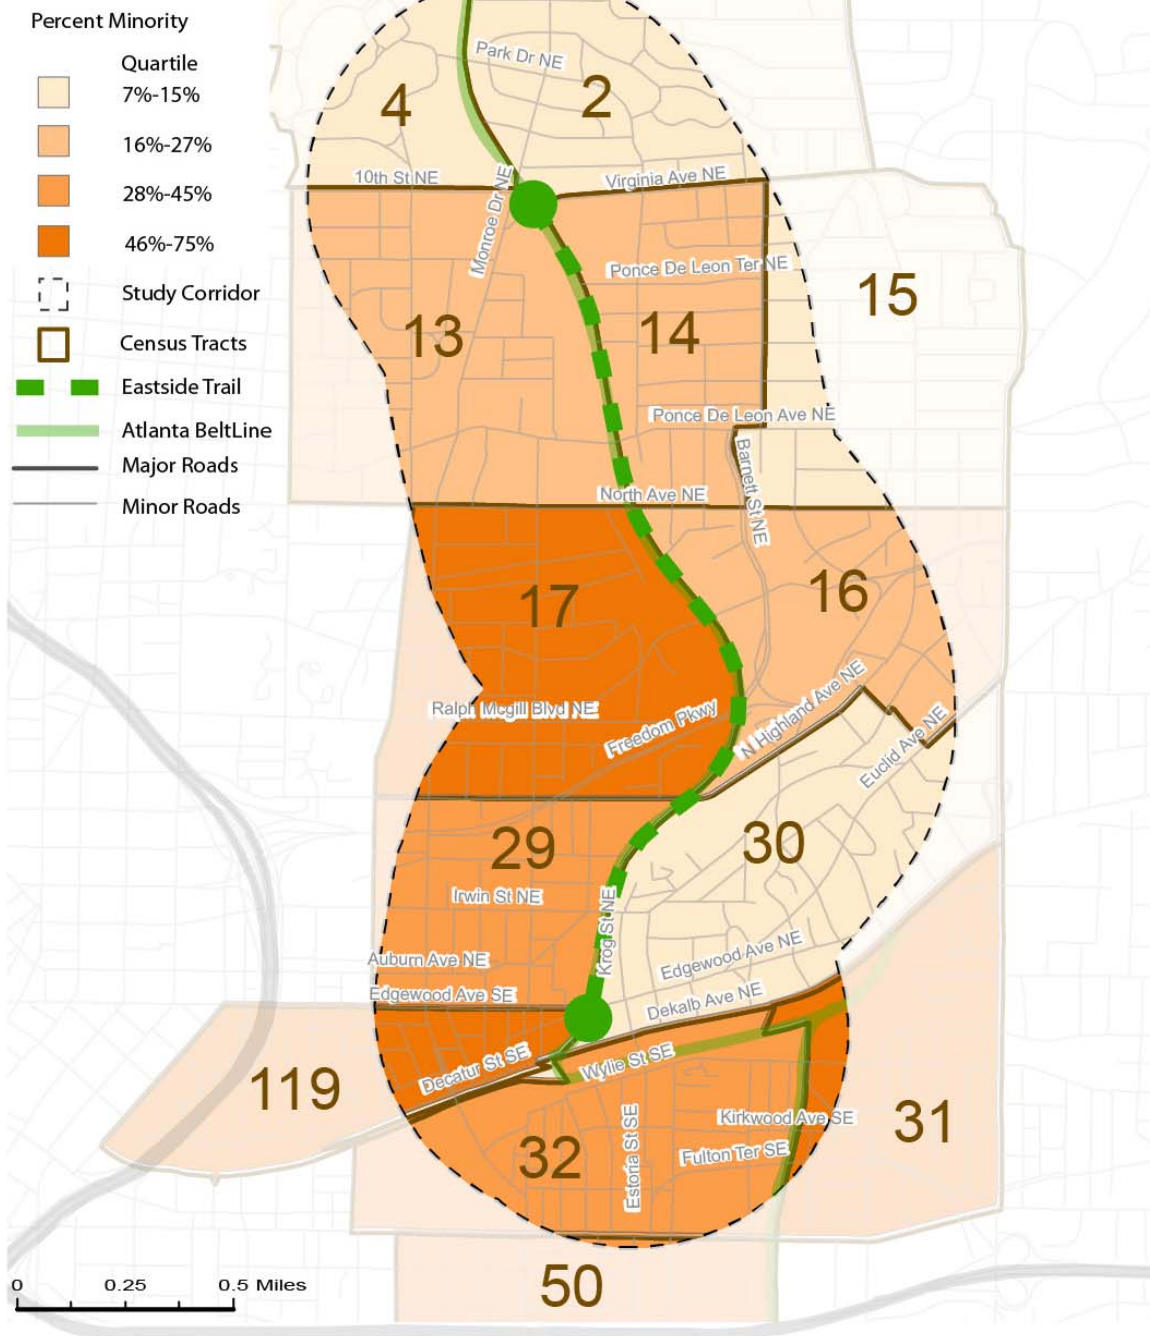 Percent Minority
Quartile
7%-15%
16%-27%
28%-45%
46%-75%
Study Corridor
Census Tracts
Eastside Trail
Atlanta BeltLine
Major Roads
Minor Roads
Park Dr NE
4
2
10th St NE
Monroe Dr NE
Virginia Ave NE
Ponce De Leon Ter NE
15
13
14
Ponce De Leon Ave NE
Barnett St NE
North Ave NE
17
16
Ralph Mcgill Blvd NE
Freedom Pkwy
N Highland Ave NE
Euclid Ave NE
29
30
Irwin St NE
Krog St NE
Auburn Ave NE
Edgewood Ave NE
Edgewood Ave SE
Dekalb Ave NE
Decatur St SE
Wylie St SE
119
Kirkwood Ave SE
31
32
Estoria St SE
Fulton Ter SE
50
0 0.25 0.5 Miles